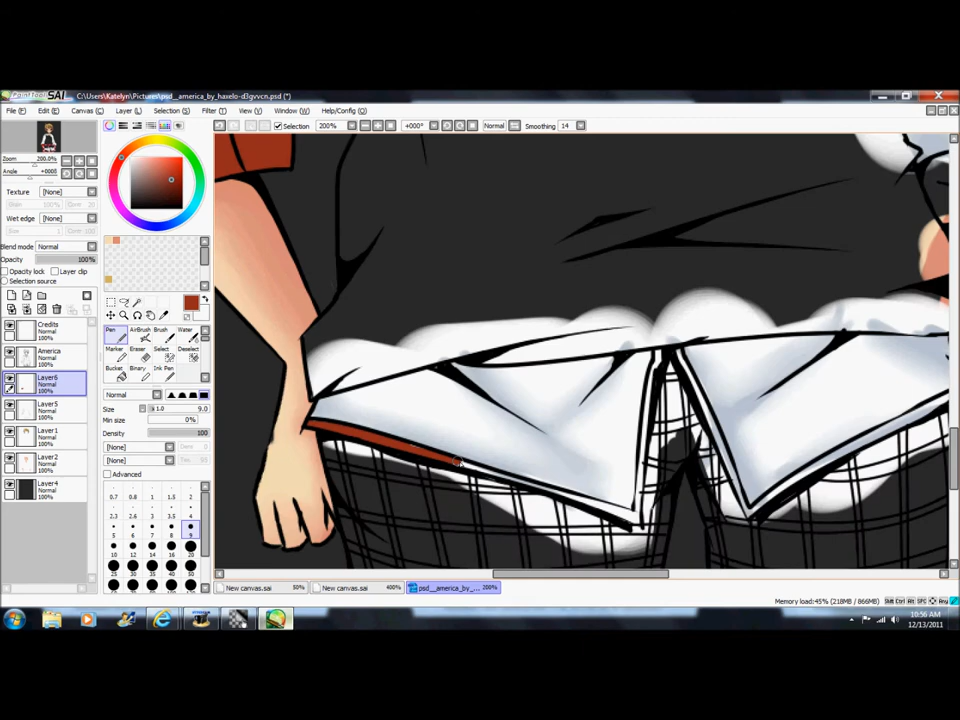 PaintTool SAI C:\Users\Katelyn\Pictures\psd__america_by_haxelo-d3gvvcn.psd (*)
File (F) Edit (E) Canvas (C) Layer (L) Selection (S) Filter (T) View (V) Window (W) Help/Config (O)
Selection 200% +000° Normal Smoothing 14
Zoom 200.0%
Angle +000°
Texture [None]
Wet edge [None]
Blend mode Normal
Opacity 100%
Opacity lock Layer clip
Selection source
Credits
Normal
100%
America
Normal
100%
Layer6
Normal
100%
Layer5
Normal
100%
Layer1
Normal
100%
Layer2
Normal
100%
Layer4
Normal
100%
Pen AirBrush Brush Water
Marker Eraser Select Deselect
Bucket Binary Ink Pen
Normal
Size x 1.0 9.0
Min size 0%
Density 100
[None]
[None]
Advanced
0.7 0.8 1 1.5 2
2.3 2.6 3 3.5 4
5 6 7 8 9
10 12 14 16 20
25 30 35 40 50
New canvas.sai 50% New canvas.sai 400% psd__america_by_... 200%
Memory load: 45% (218MB / 866MB) Shift Ctrl Alt SPC Any
10:56 AM
12/13/2011